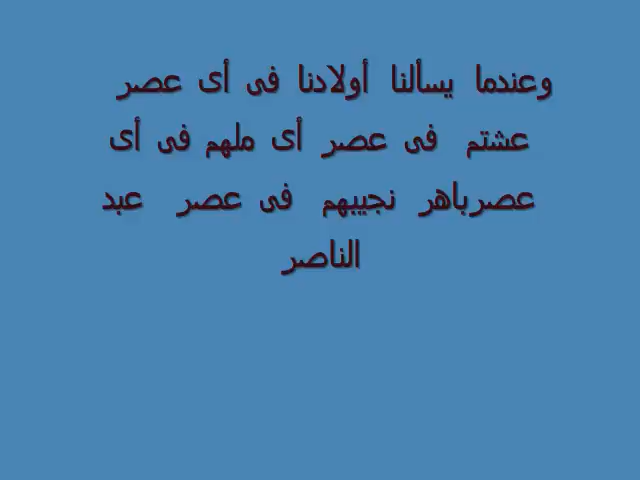 وعندما يسألنا أولادنا فى أى عصر
عشتم فى عصر أى ملهم فى أى
عصرباهر نجيبهم فى عصر عبد
الناصر